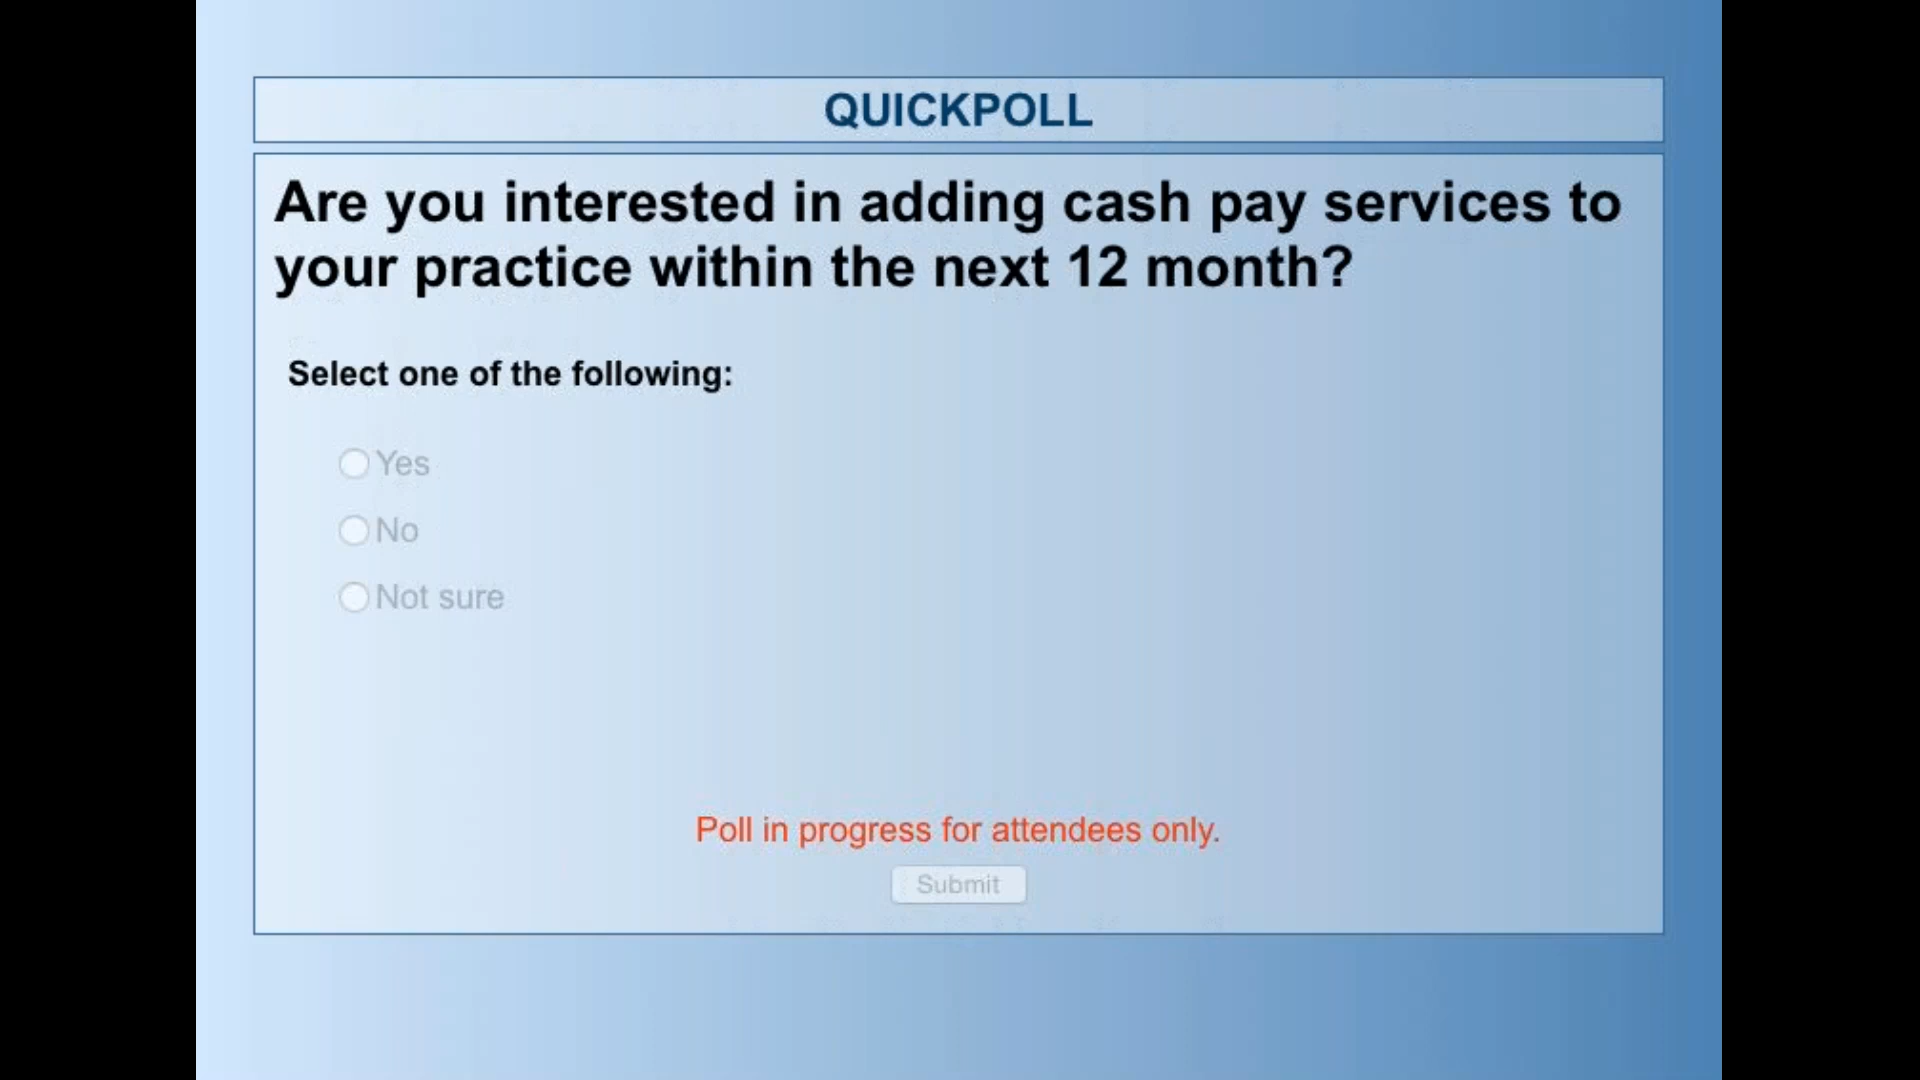 QUICKPOLL
Are you interested in adding cash pay services to
your practice within the next 12 month?
Select one of the following:
Yes
No
Not sure
Poll in progress for attendees only.
Submit